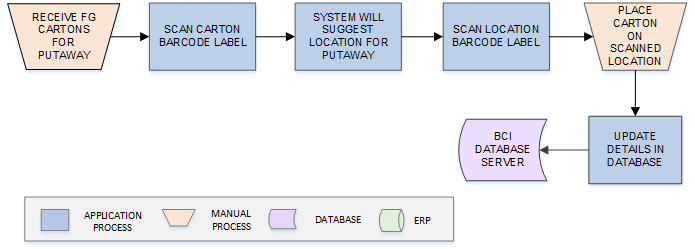 RECEIVE FG
CARTONS
FOR
PUTAWAY
SCAN CARTON
BARCODE LABEL
SYSTEM WILL
SUGGEST
LOCATION FOR
PUTAWAY
SCAN LOCATION
BARCODE LABEL
PLACE
CARTON
ON
SCANNED
LOCATION
BCI
DATABASE
SERVER
UPDATE
DETAILS IN
DATABASE
APPLICATION
PROCESS
MANUAL
PROCESS
DATABASE
ERP